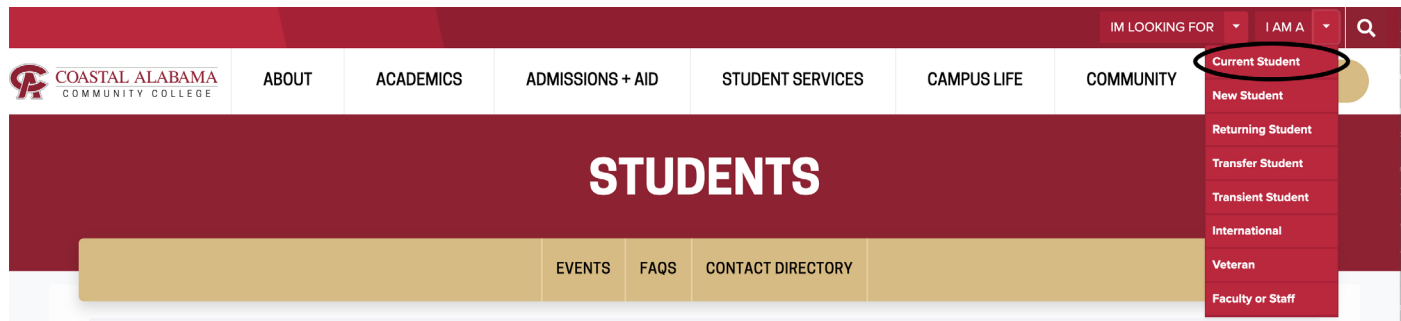 IM LOOKING FOR
I AM A
COASTAL ALABAMA
COMMUNITY COLLEGE
ABOUT
ACADEMICS
ADMISSIONS + AID
STUDENT SERVICES
CAMPUS LIFE
COMMUNITY
Current Student
New Student
Returning Student
Transfer Student
Transient Student
International
Veteran
Faculty or Staff
STUDENTS
EVENTS
FAQS
CONTACT DIRECTORY